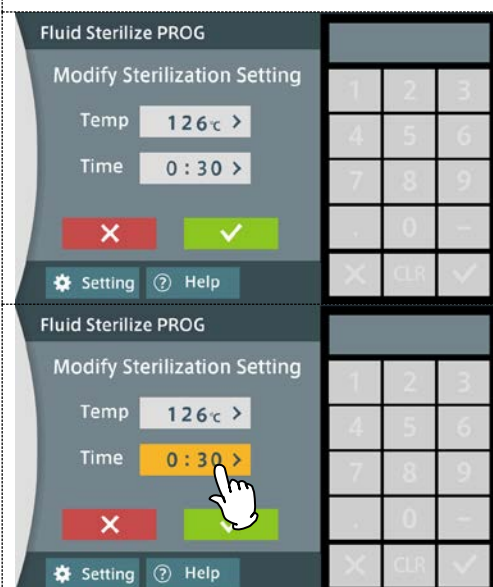 Fluid Sterilize PROG
Modify Sterilization Setting
Temp 126℃ >
Time 0:30 >
Setting ? Help
1 2 3
4 5 6
7 8 9
. 0 –
CLR
Fluid Sterilize PROG
Modify Sterilization Setting
Temp 126℃ >
Time 0:30 >
Setting ? Help
1 2 3
4 5 6
7 8 9
. 0 –
CLR